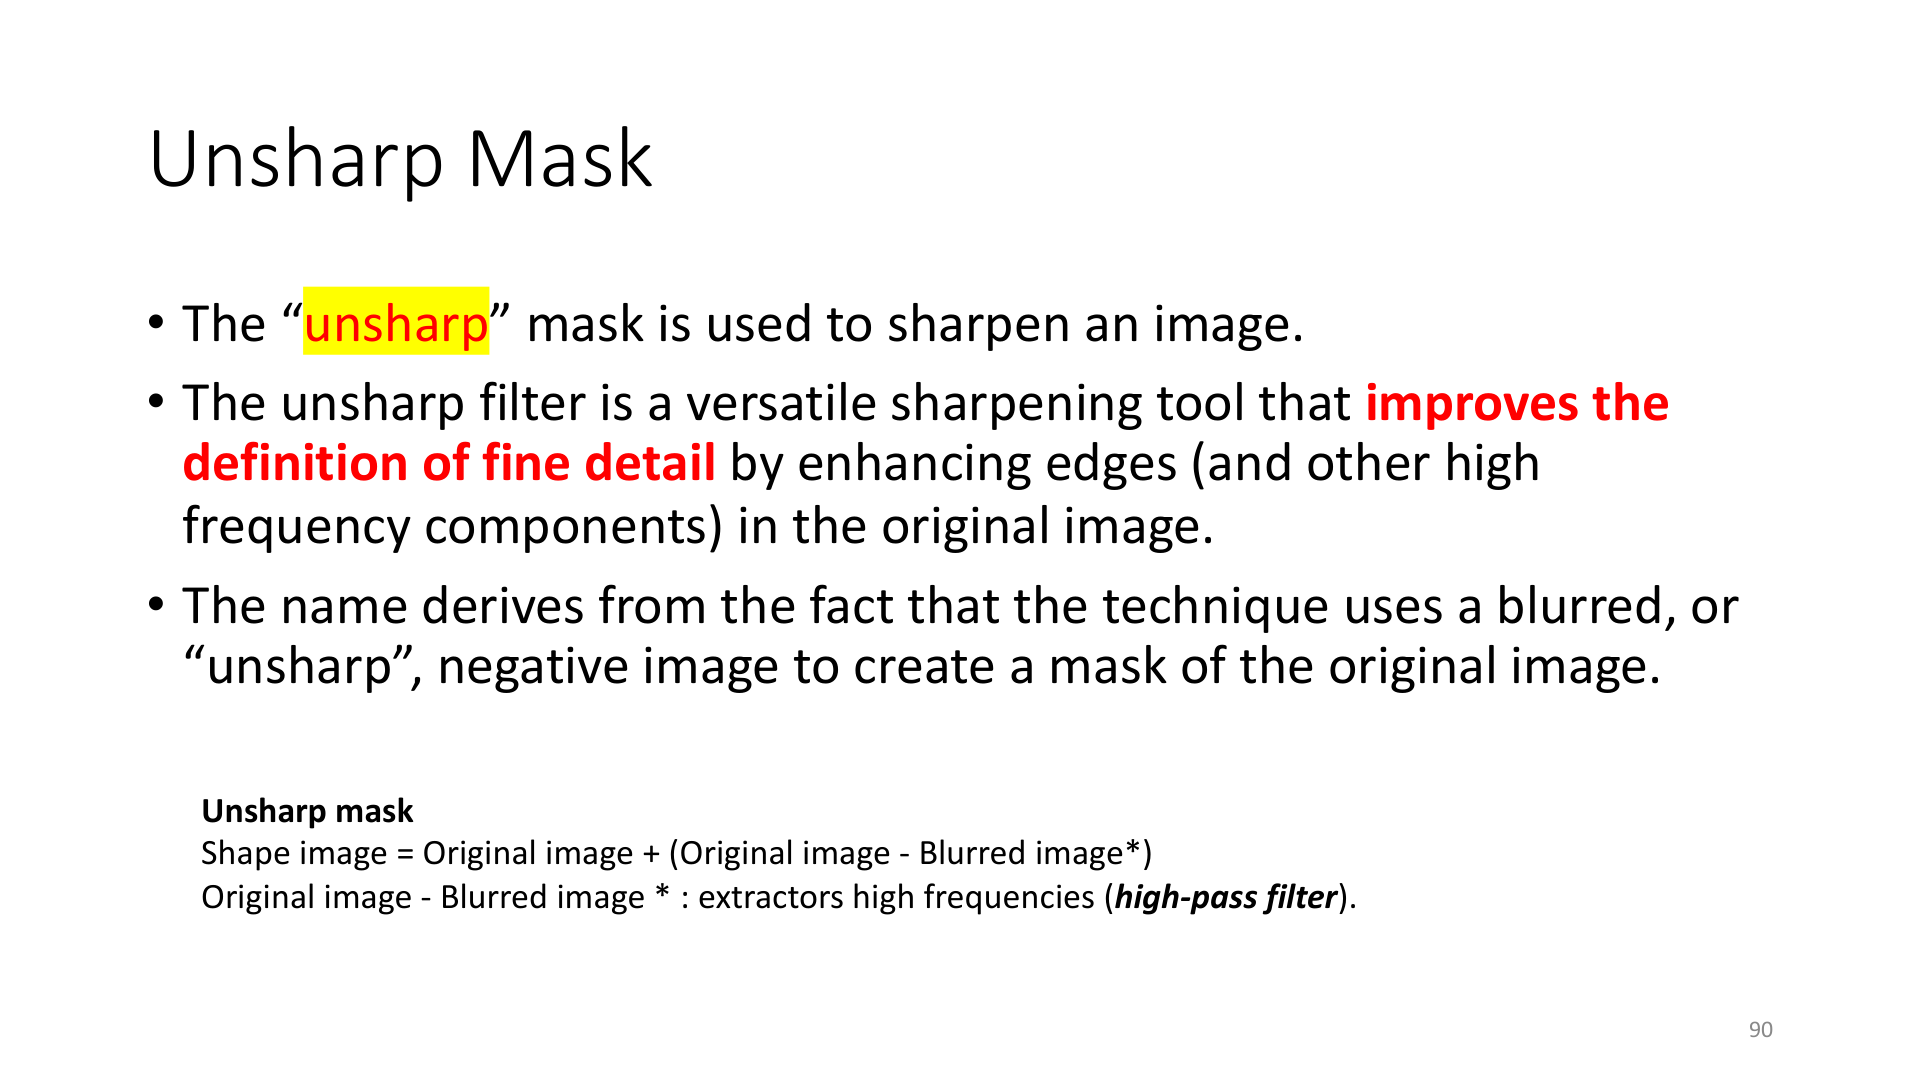 Unsharp Mask
• The “unsharp” mask is used to sharpen an image.
• The unsharp filter is a versatile sharpening tool that improves the
definition of fine detail by enhancing edges (and other high
frequency components) in the original image.
• The name derives from the fact that the technique uses a blurred, or
“unsharp”, negative image to create a mask of the original image.
Unsharp mask
Shape image = Original image + (Original image - Blurred image*)
Original image - Blurred image * : extractors high frequencies (high-pass filter).
90